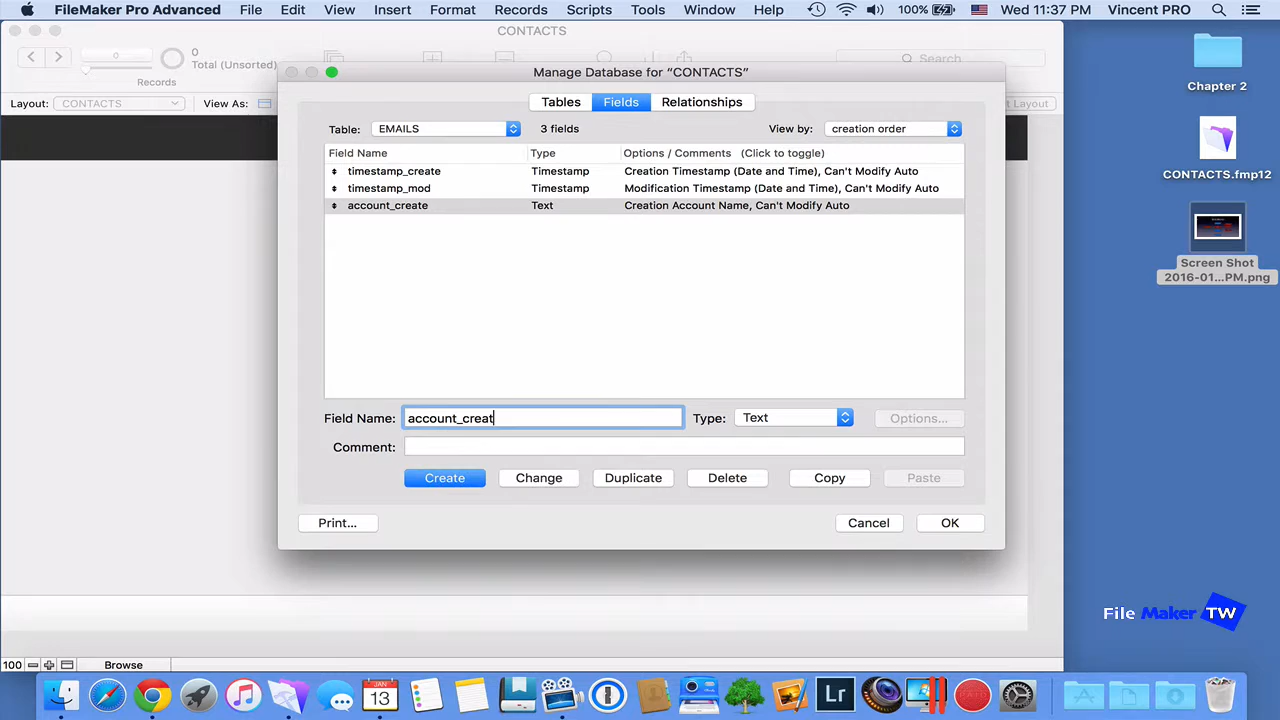 FileMaker Pro Advanced File Edit View Insert Format Records Scripts Tools Window Help 100% Wed 11:37 PM Vincent PRO
CONTACTS
0
Total (Unsorted)
Records
Search
Layout: CONTACTS View As: Layout
Manage Database for “CONTACTS”
Tables Fields Relationships
Table: EMAILS 3 fields View by: creation order
Field Name Type Options / Comments (Click to toggle)
timestamp_create Timestamp Creation Timestamp (Date and Time), Can't Modify Auto
timestamp_mod Timestamp Modification Timestamp (Date and Time), Can't Modify Auto
account_create Text Creation Account Name, Can't Modify Auto
Field Name: account_creat Type: Text Options...
Comment:
Create Change Duplicate Delete Copy Paste
Print... Cancel OK
Chapter 2
CONTACTS.fmp12
Screen Shot
2016-01...PM.png
File Maker TW
100 Browse
JAN
13
Lr